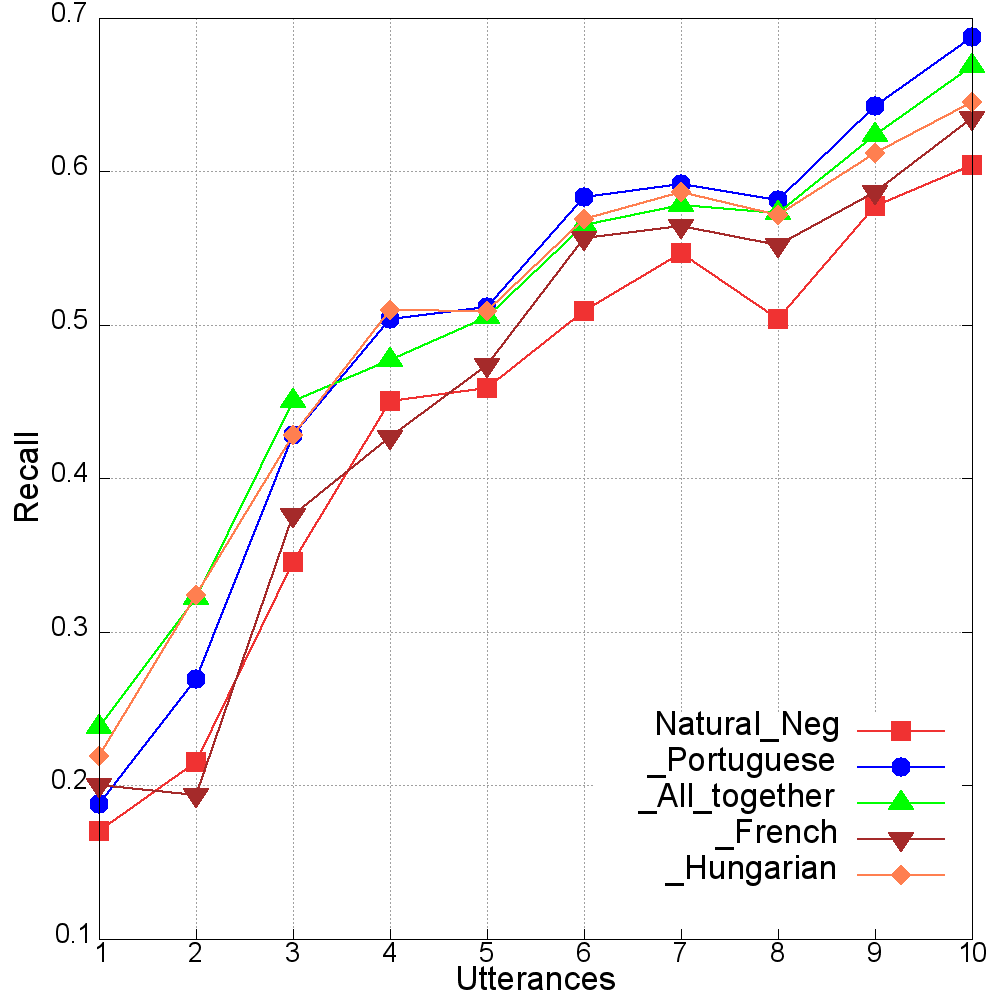 0.7
0.6
0.5
0.4
0.3
0.2
0.1
Recall
1 2 3 4 5 6 7 8 9 10
Utterances
Natural_Neg
_Portuguese
_All_together
_French
_Hungarian